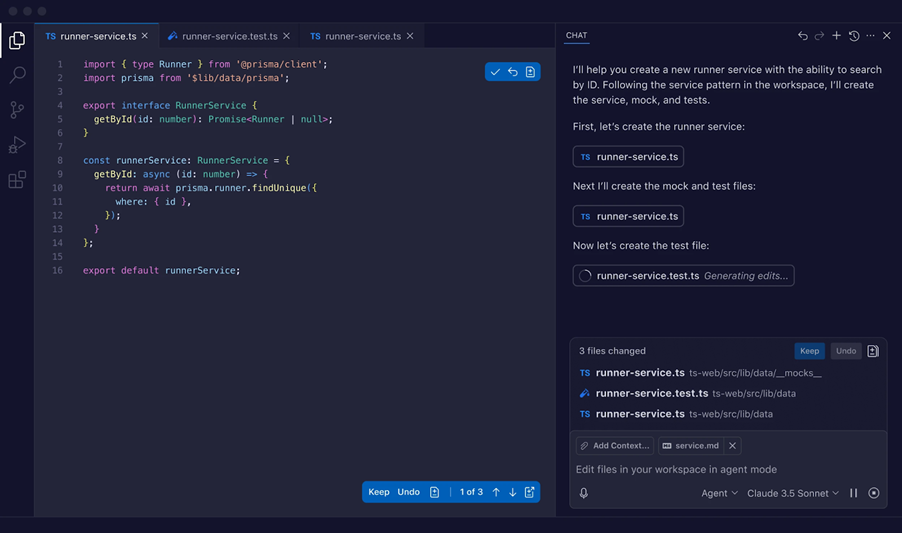 TS runner-service.ts
runner-service.test.ts
TS runner-service.ts
1 import { type Runner } from '@prisma/client';
2 import prisma from '$lib/data/prisma';
3
4 export interface RunnerService {
5 getById(id: number): Promise<Runner | null>;
6 }
7
8 const runnerService: RunnerService = {
9 getById: async (id: number) => {
10 return await prisma.runner.findUnique({
11 where: { id },
12 });
13 }
14 };
15
16 export default runnerService;
Keep Undo 1 of 3
CHAT
I'll help you create a new runner service with the ability to search
by ID. Following the service pattern in the workspace, I'll create
the service, mock, and tests.
First, let's create the runner service:
TS runner-service.ts
Next I'll create the mock and test files:
TS runner-service.ts
Now let's create the test file:
runner-service.test.ts Generating edits...
3 files changed Keep Undo
TS runner-service.ts ts-web/src/lib/data/__mocks__
runner-service.test.ts ts-web/src/lib/data
TS runner-service.ts ts-web/src/lib/data
Add Context... service.md
Edit files in your workspace in agent mode
Agent Claude 3.5 Sonnet